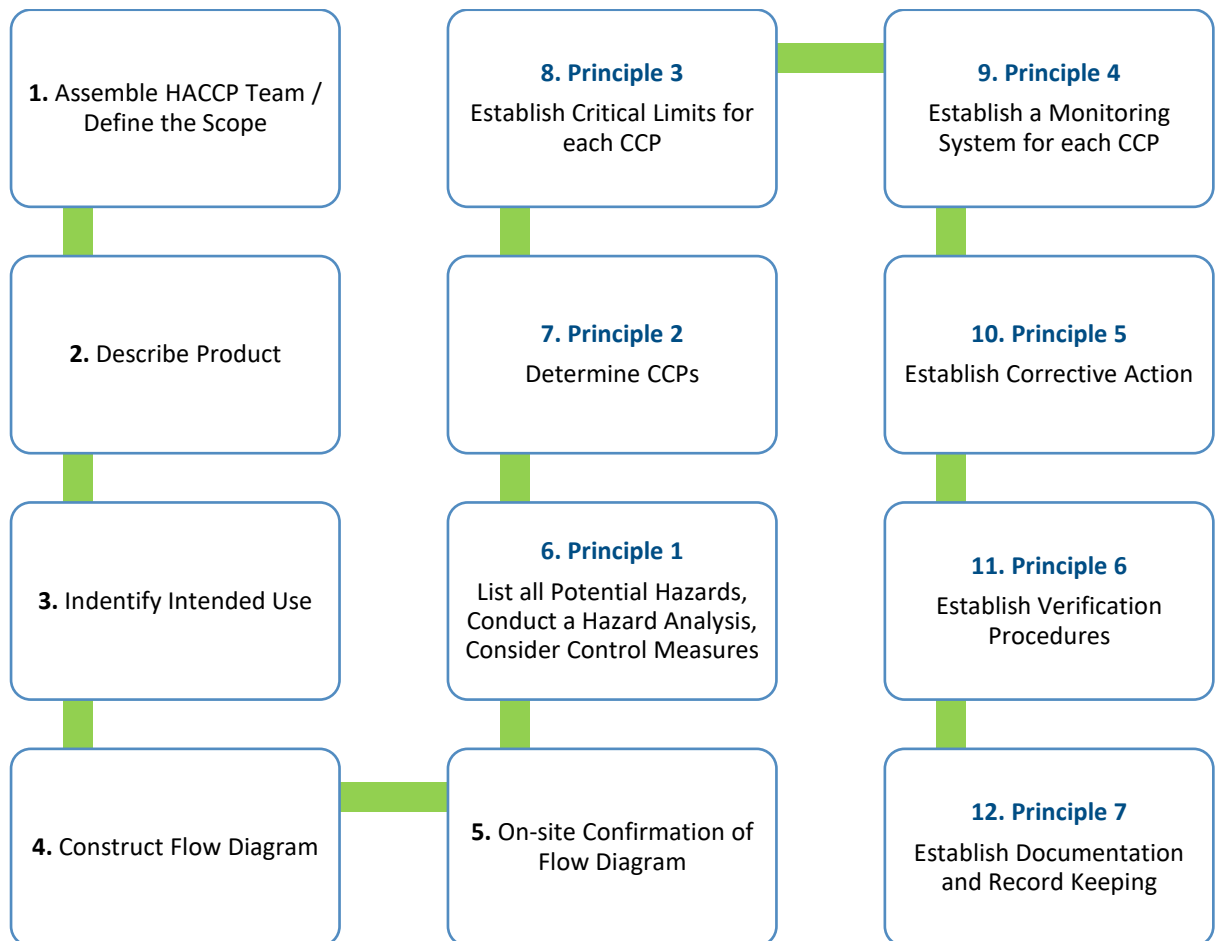 1. Assemble HACCP Team /
Define the Scope
2. Describe Product
3. Indentify Intended Use
4. Construct Flow Diagram
5. On-site Confirmation of
Flow Diagram
6. Principle 1
List all Potential Hazards,
Conduct a Hazard Analysis,
Consider Control Measures
7. Principle 2
Determine CCPs
8. Principle 3
Establish Critical Limits for
each CCP
9. Principle 4
Establish a Monitoring
System for each CCP
10. Principle 5
Establish Corrective Action
11. Principle 6
Establish Verification
Procedures
12. Principle 7
Establish Documentation
and Record Keeping